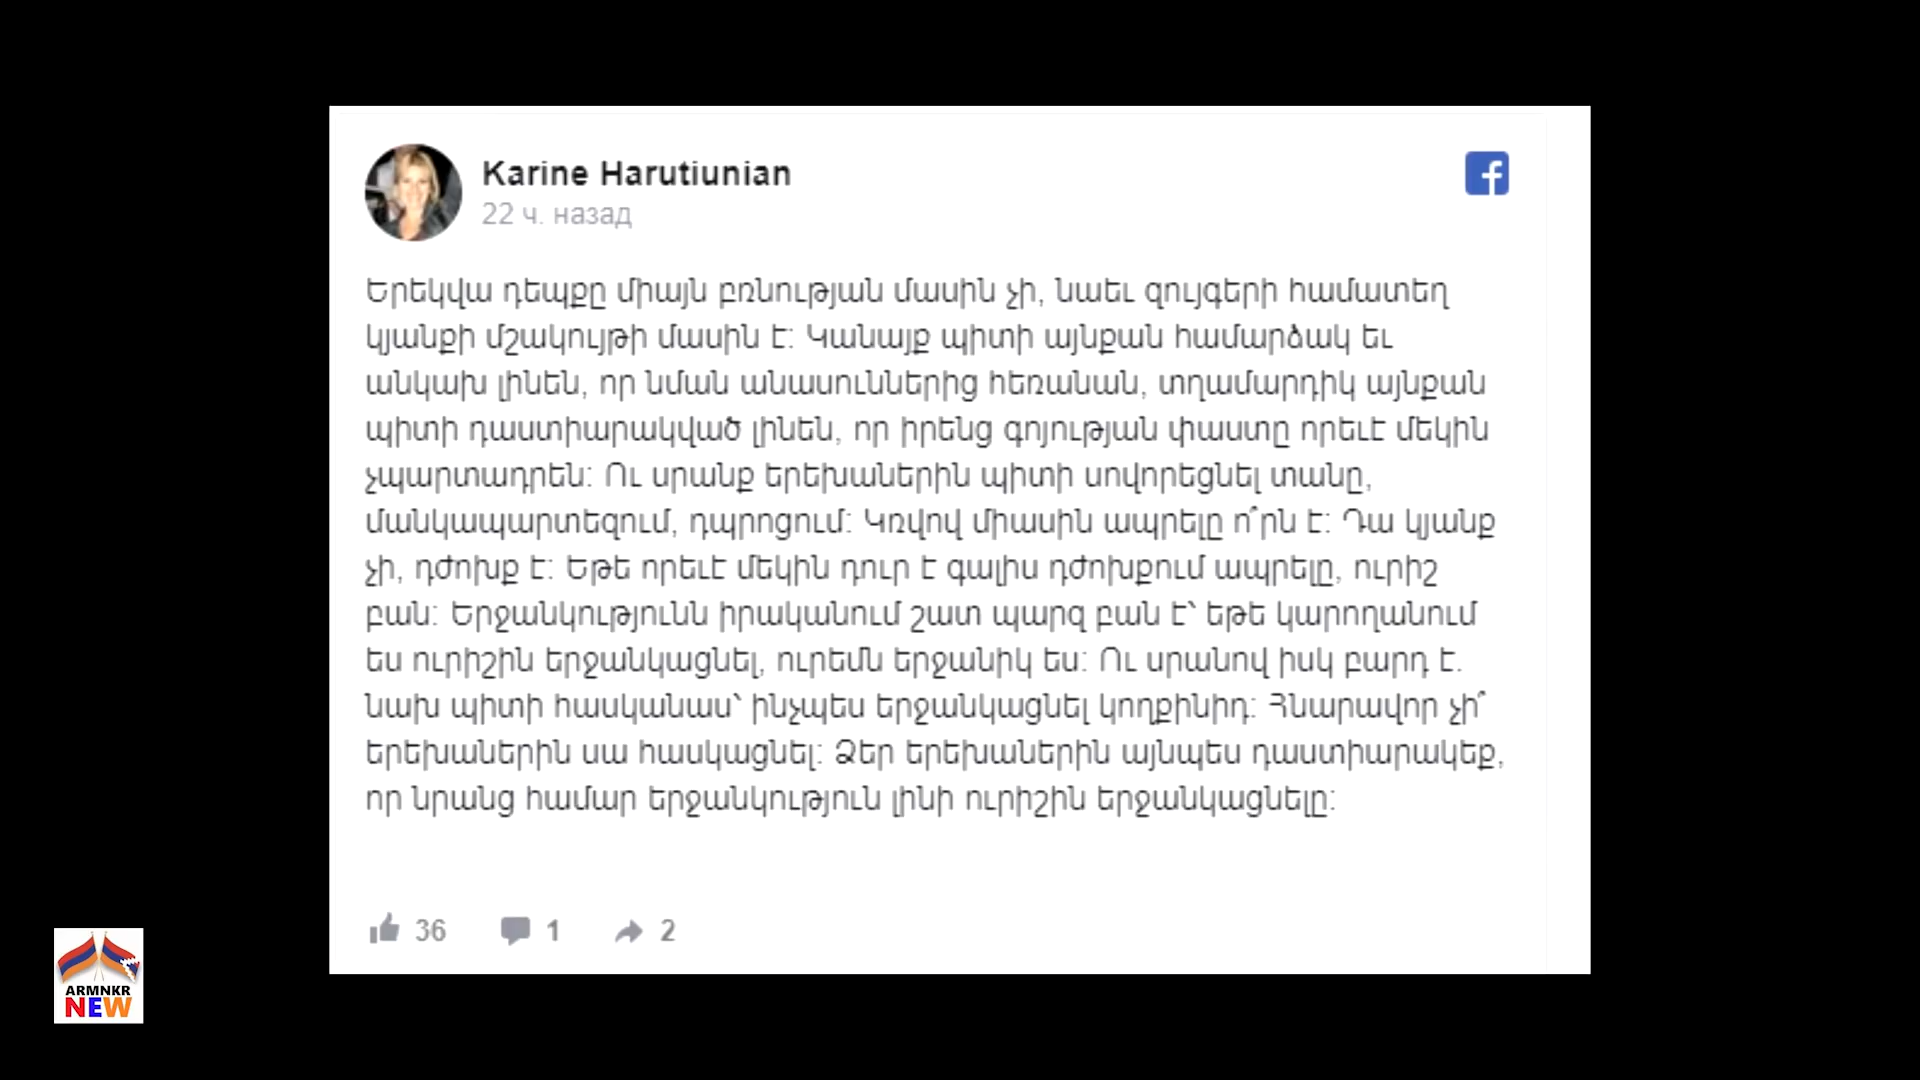 Karine Harutiunian
22 ч. назад
Երեկվա դեպքը միայն բռնության մասին չի, նաեւ զույգերի համատեղ
կյանքի մշակույթի մասին է: Կանայք պիտի այնքան համարձակ եւ
անկախ լինեն, որ նման անասուններից հեռանան, տղամարդիկ այնքան
պիտի դաստիարակված լինեն, որ իրենց գոյության փաստը որեւէ մեկին
չպարտադրեն: Ու սրանք երեխաներին պիտի սովորեցնել տանը,
մանկապարտեզում, դպրոցում: Կռվով միասին ապրելը ո՞րն է: Դա կյանք
չի, դժոխք է: Եթե որեւէ մեկին դուր է գալիս դժոխքում ապրելը, ուրիշ
բան: Երջանկությունն իրականում շատ պարզ բան է՝ եթե կարողանում
ես ուրիշին երջանկացնել, ուրեմն երջանիկ ես: Ու սրանով իսկ բարդ է.
նախ պիտի հասկանաս՝ ինչպես երջանկացնել կողքինիդ: Հնարավոր չի՞
երեխաներին սա հասկացնել: Ձեր երեխաներին այնպես դաստիարակեք,
որ նրանց համար երջանկություն լինի ուրիշին երջանկացնելը:
36 1 2
ARMNKR
NEW